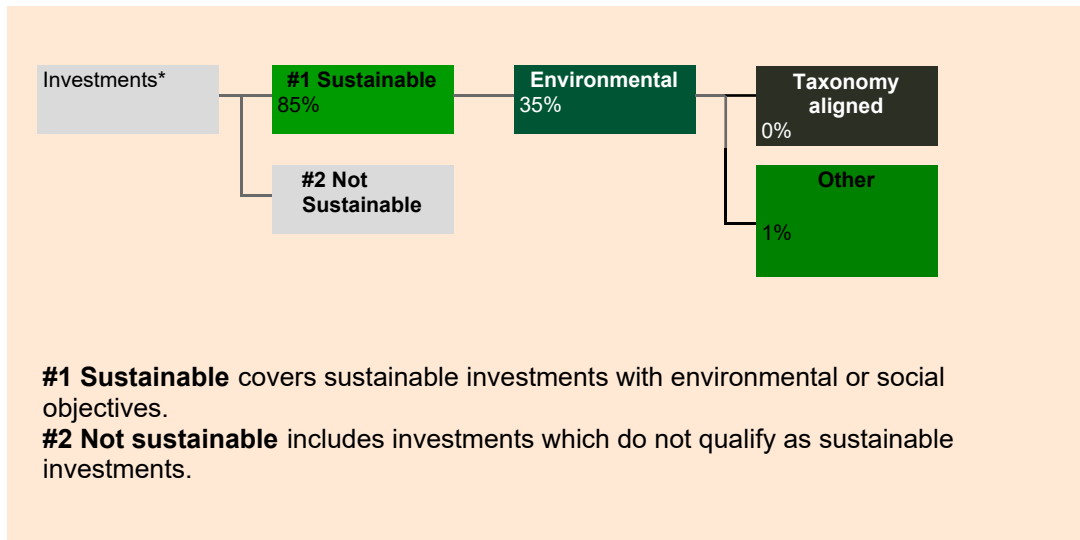 Investments*
#1 Sustainable
85%
Environmental
35%
Taxonomy
aligned
0%
#2 Not
Sustainable
Other
1%
#1 Sustainable covers sustainable investments with environmental or social
objectives.
#2 Not sustainable includes investments which do not qualify as sustainable
investments.